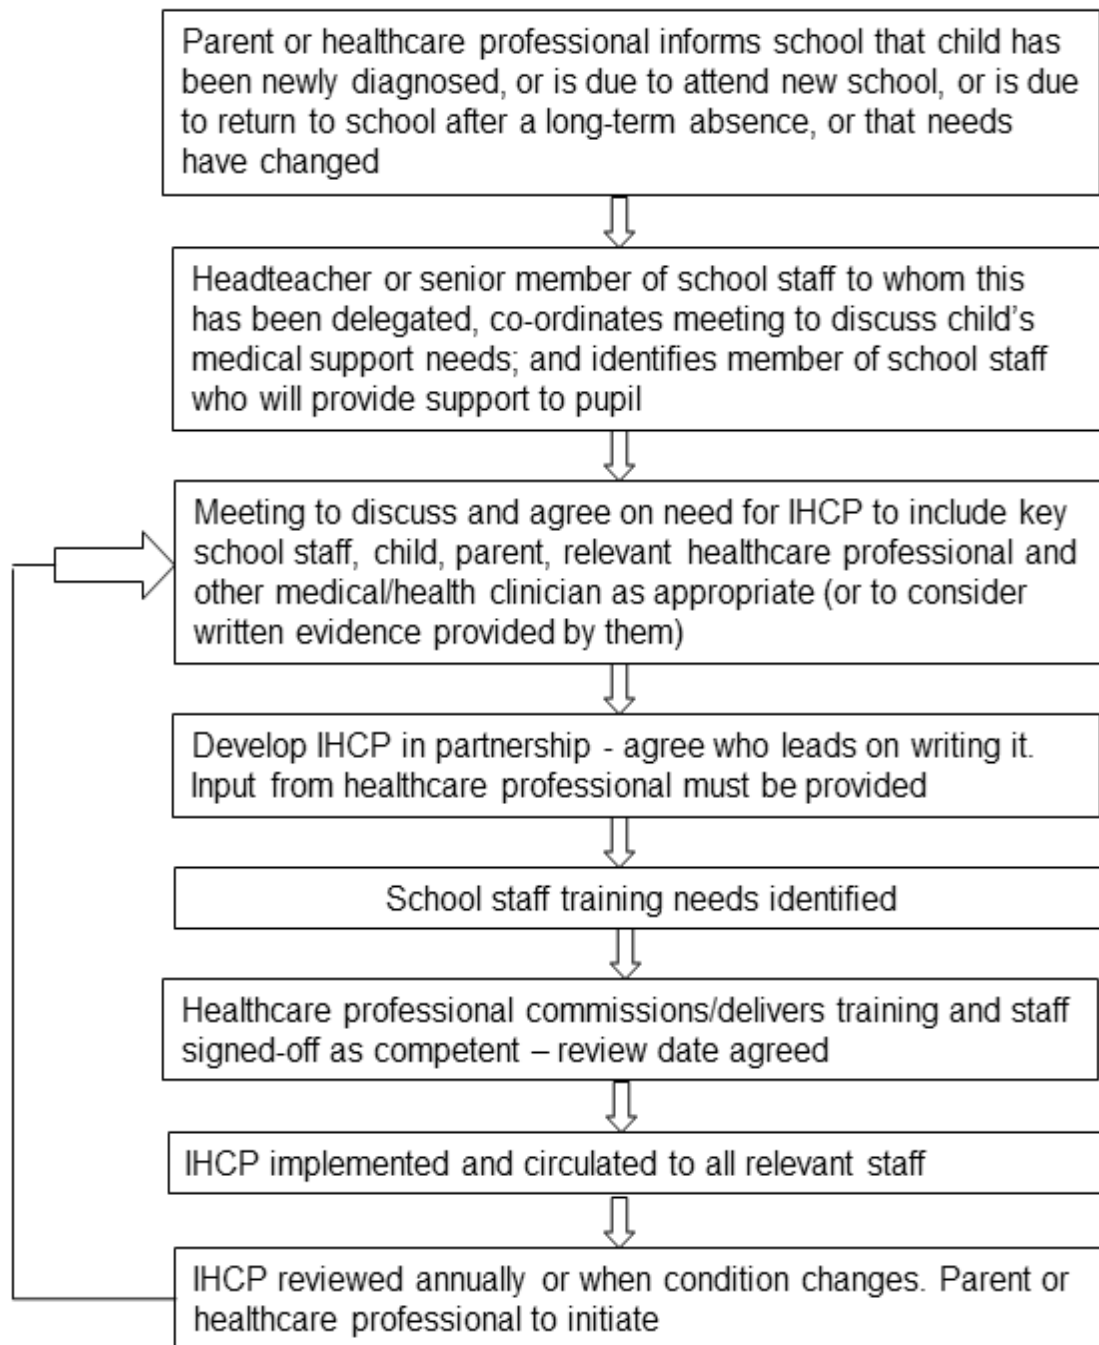 Parent or healthcare professional informs school that child has
been newly diagnosed, or is due to attend new school, or is due
to return to school after a long-term absence, or that needs
have changed
Headteacher or senior member of school staff to whom this
has been delegated, co-ordinates meeting to discuss child's
medical support needs; and identifies member of school staff
who will provide support to pupil
Meeting to discuss and agree on need for IHCP to include key
school staff, child, parent, relevant healthcare professional and
other medical/health clinician as appropriate (or to consider
written evidence provided by them)
Develop IHCP in partnership - agree who leads on writing it.
Input from healthcare professional must be provided
School staff training needs identified
Healthcare professional commissions/delivers training and staff
signed-off as competent – review date agreed
IHCP implemented and circulated to all relevant staff
IHCP reviewed annually or when condition changes. Parent or
healthcare professional to initiate